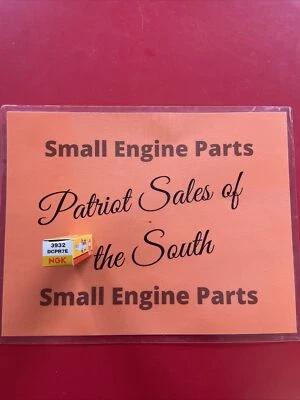 Small Engine Parts
Patriot Sales of
the South
3932
DCPR7E
NGK
Small Engine Parts